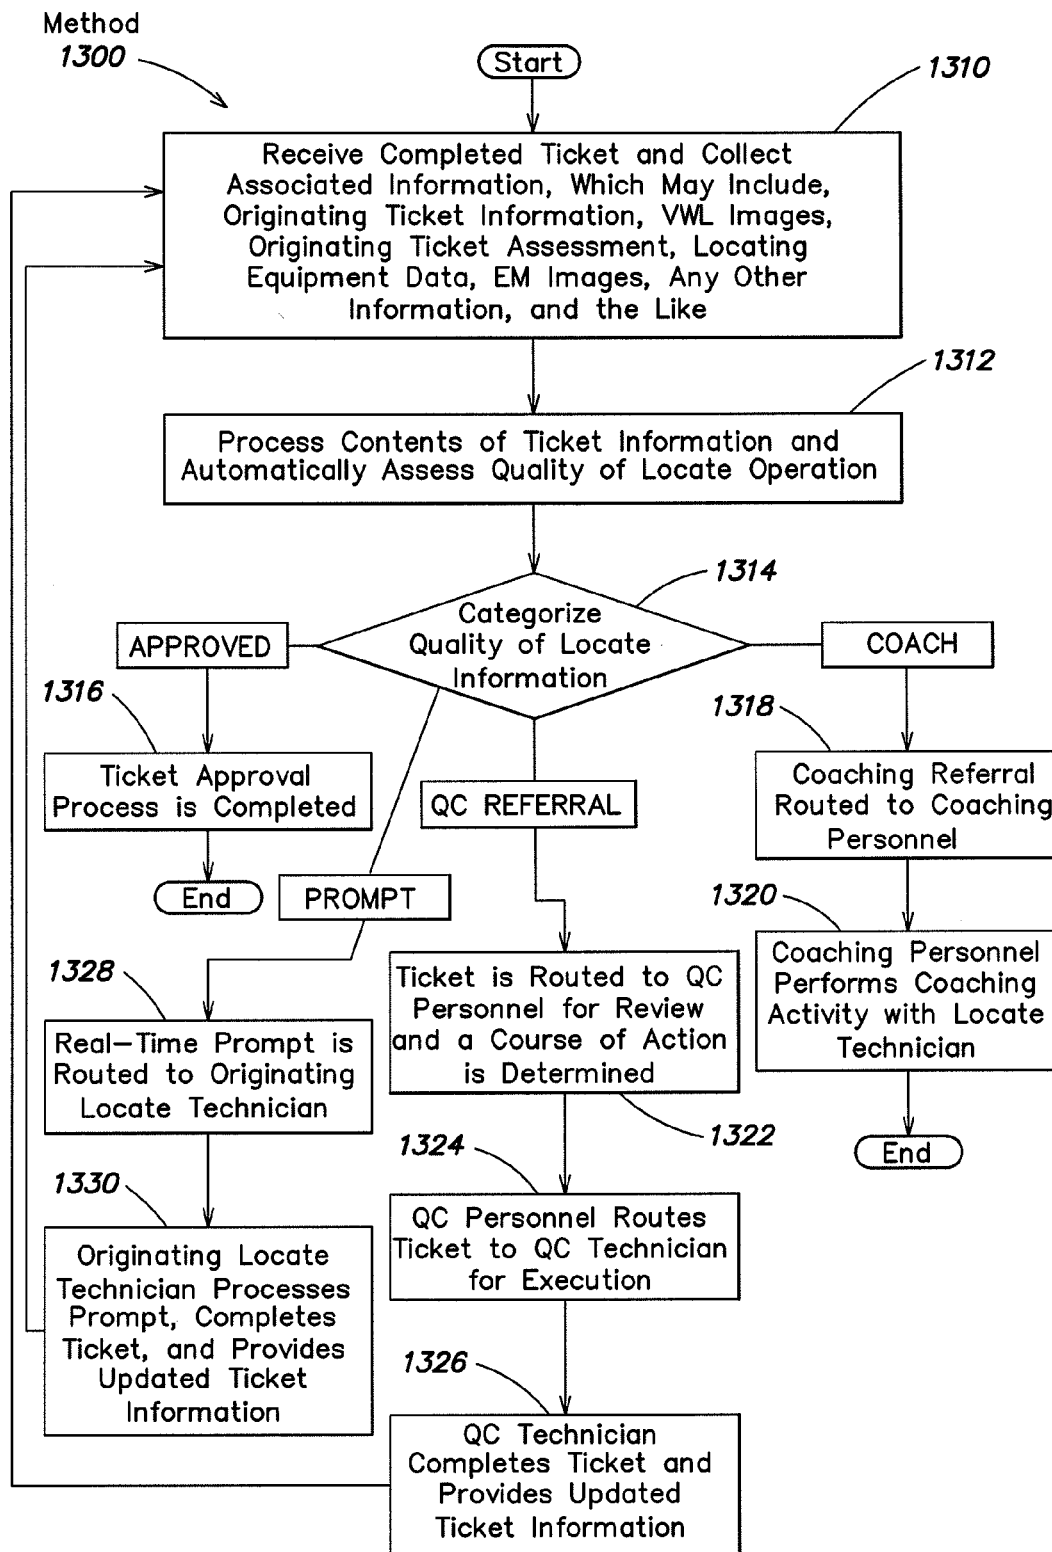 Method
1300
Start
1310
Receive Completed Ticket and Collect
Associated Information, Which May Include,
Originating Ticket Information, VWL Images,
Originating Ticket Assessment, Locating
Equipment Data, EM Images, Any Other
Information, and the Like
1312
Process Contents of Ticket Information and
Automatically Assess Quality of Locate Operation
1314
Categorize
Quality of Locate
Information
APPROVED
COACH
1316
Ticket Approval
Process is Completed
End
1318
Coaching Referral
Routed to Coaching
Personnel
QC REFERRAL
PROMPT
1320
Coaching Personnel
Performs Coaching
Activity with Locate
Technician
End
1328
Real-Time Prompt is
Routed to Originating
Locate Technician
Ticket is Routed to QC
Personnel for Review
and a Course of Action
is Determined
1322
1324
QC Personnel Routes
Ticket to QC Technician
for Execution
1330
Originating Locate
Technician Processes
Prompt, Completes
Ticket, and Provides
Updated Ticket
Information
1326
QC Technician
Completes Ticket and
Provides Updated
Ticket Information